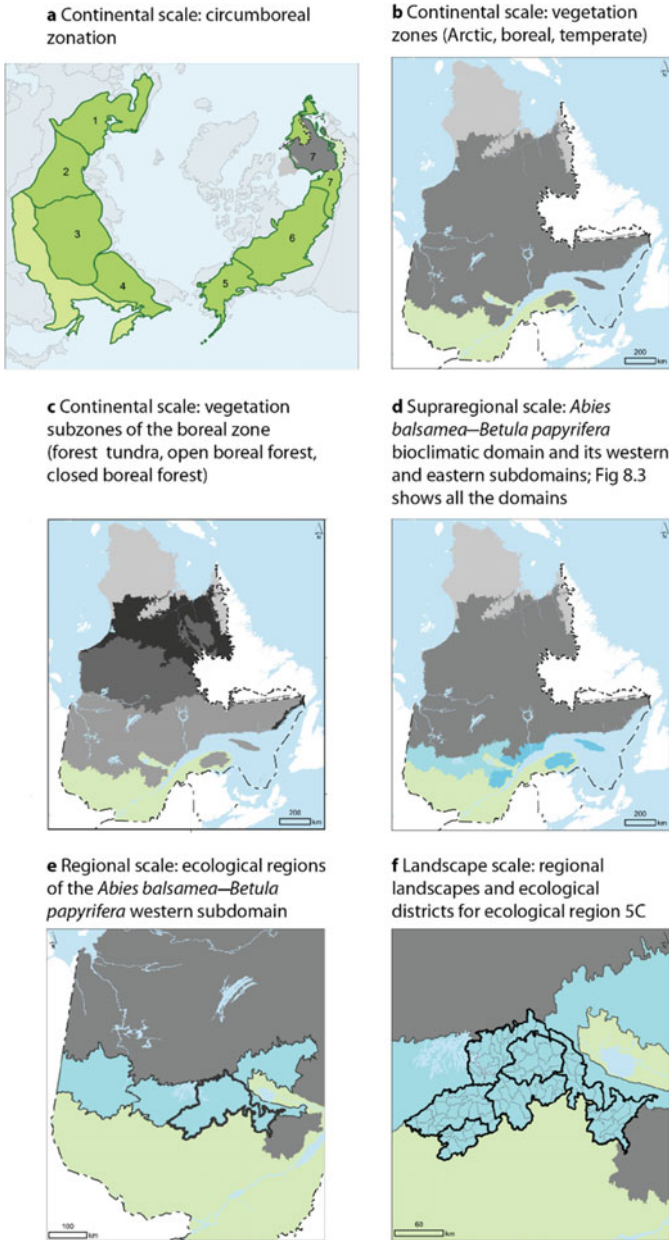 a Continental scale: circumboreal
zonation
1
2
3
4
5
6
7
7
b Continental scale: vegetation
zones (Arctic, boreal, temperate)
N
200
km
c Continental scale: vegetation
subzones of the boreal zone
(forest tundra, open boreal forest,
closed boreal forest)
N
200
km
d Supraregional scale: Abies
balsamea—Betula papyrifera
bioclimatic domain and its western
and eastern subdomains; Fig 8.3
shows all the domains
N
200
km
e Regional scale: ecological regions
of the Abies balsamea—Betula
papyrifera western subdomain
100
km
f Landscape scale: regional
landscapes and ecological
districts for ecological region 5C
60
km